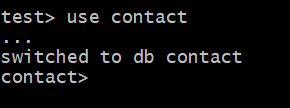 test> use contact
...
switched to db contact
contact>